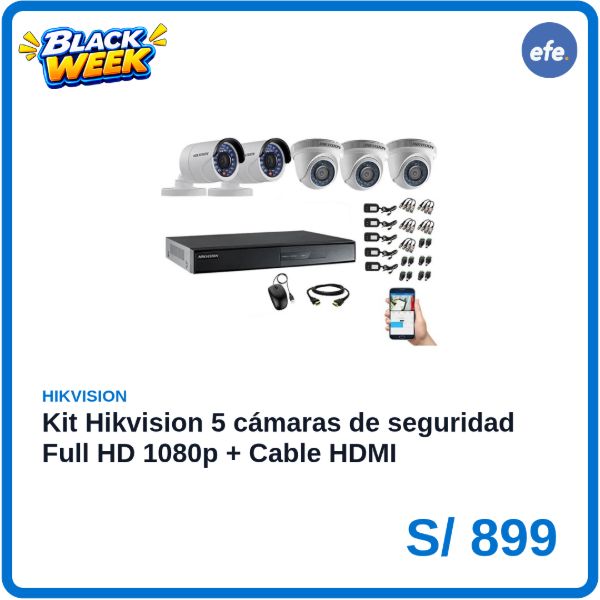 BLACK
WEEK
efe.
HIKVISION
Kit Hikvision 5 cámaras de seguridad
Full HD 1080p + Cable HDMI
S/ 899